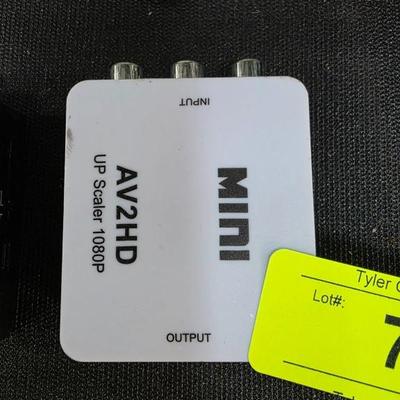 INPUT
MINI
AV2HD
UP Scaler 1080P
OUTPUT
Tyler
Lot#:
7